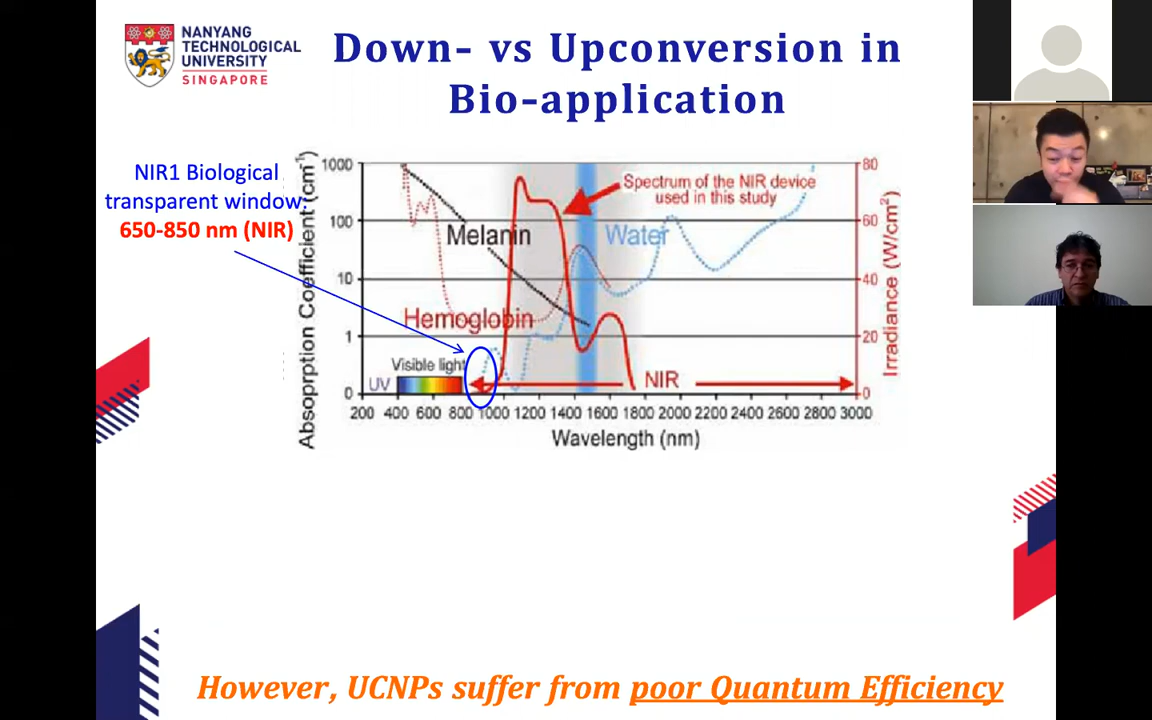 NANYANG
TECHNOLOGICAL
UNIVERSITY
SINGAPORE
Down- vs Upconversion in
Bio-application
NIR1 Biological
transparent window:
650-850 nm (NIR)
Absoprption Coefficient (cm-1)
1000
100
10
1
0
80
60
40
20
0
Irradiance (W/cm2)
Spectrum of the NIR device
used in this study
Melanin
Water
Hemoglobin
Visible light
UV
NIR
200 400 600 800 1000 1200 1400 1600 1800 2000 2200 2400 2600 2800 3000
Wavelength (nm)
However, UCNPs suffer from poor Quantum Efficiency